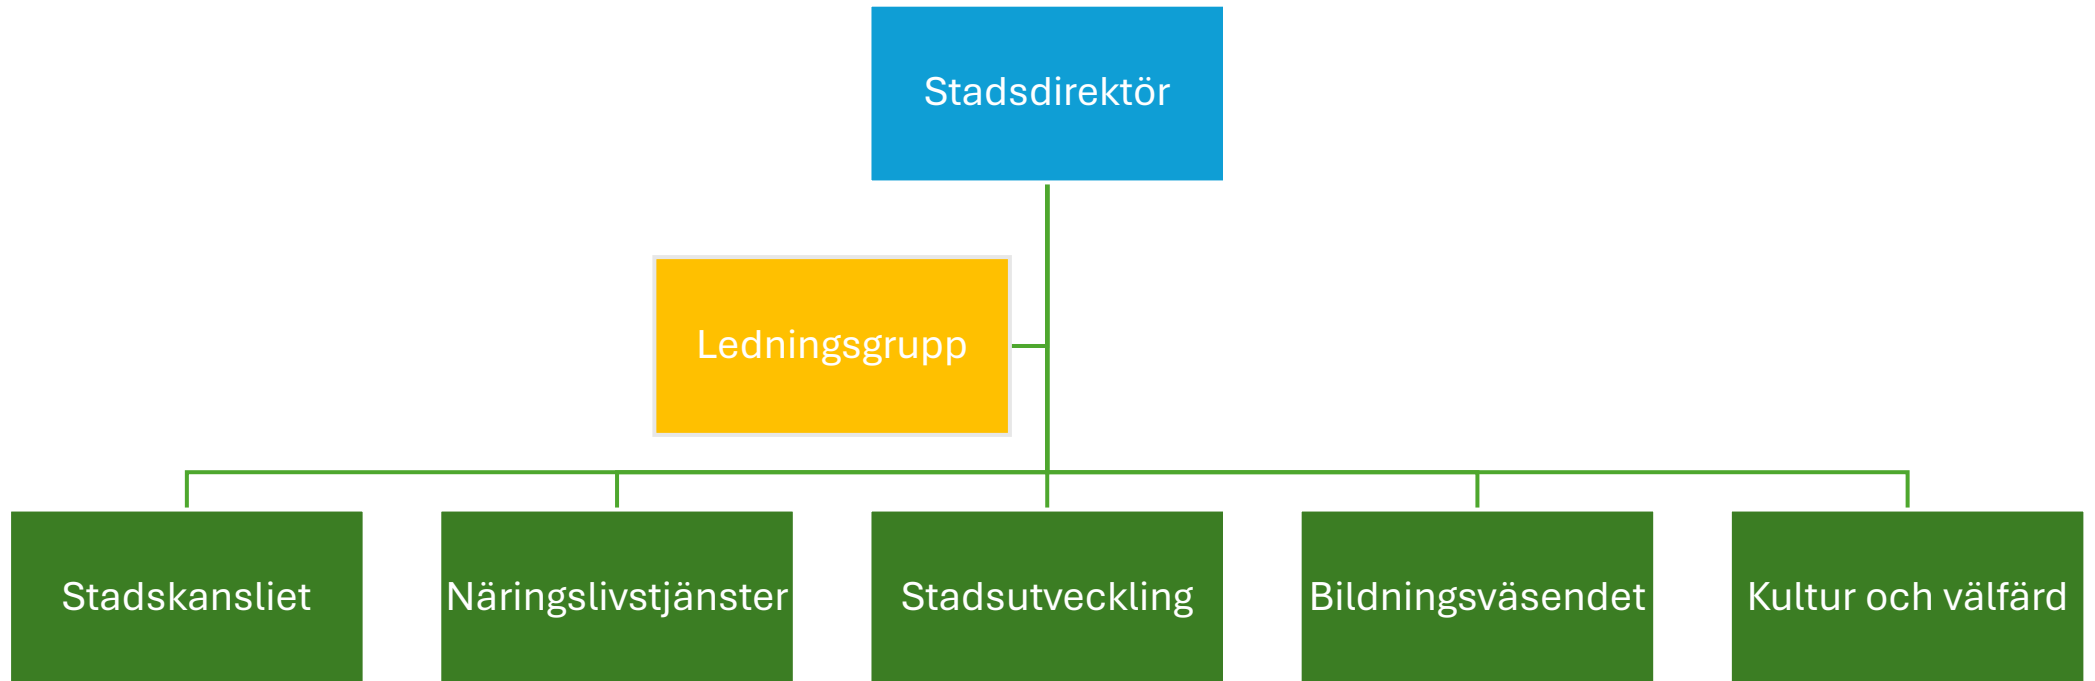 Stadsdirektör
Ledningsgrupp
Stadskansliet
Näringslivstjänster
Stadsutveckling
Bildningsväsendet
Kultur och välfärd